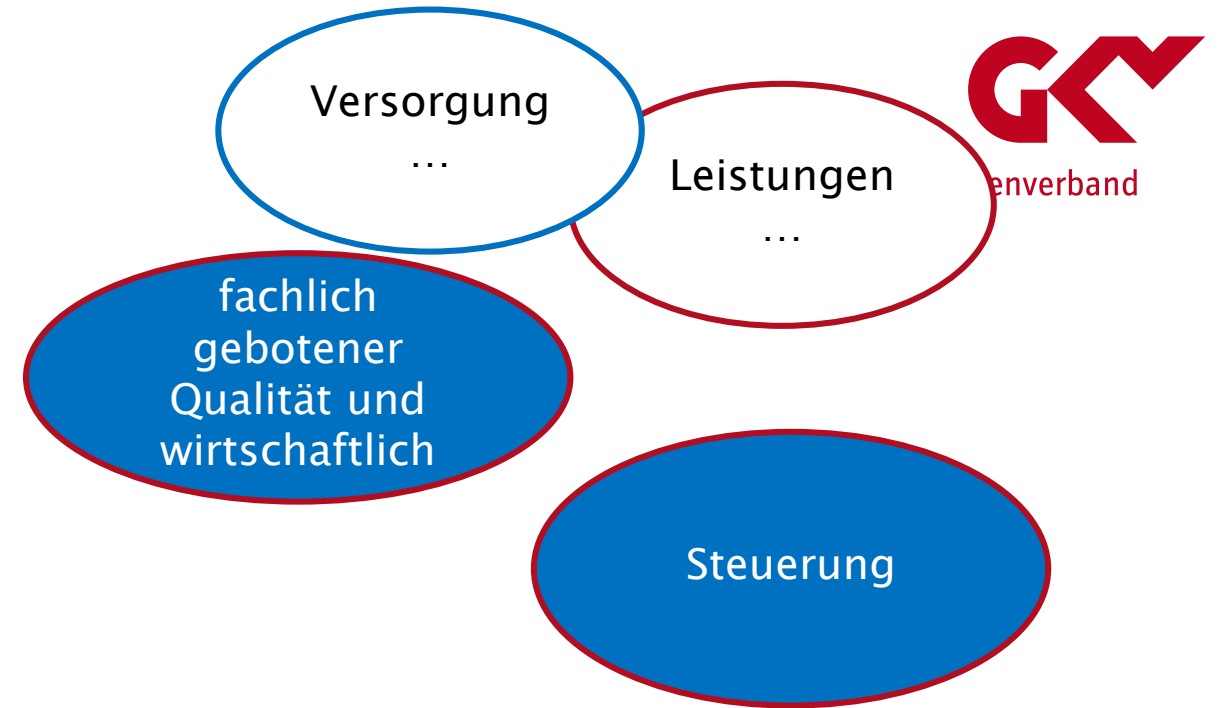 Versorgung
…
GKV
Leistungen
enverband
…
fachlich
gebotener
Qualität und
wirtschaftlich
Steuerung